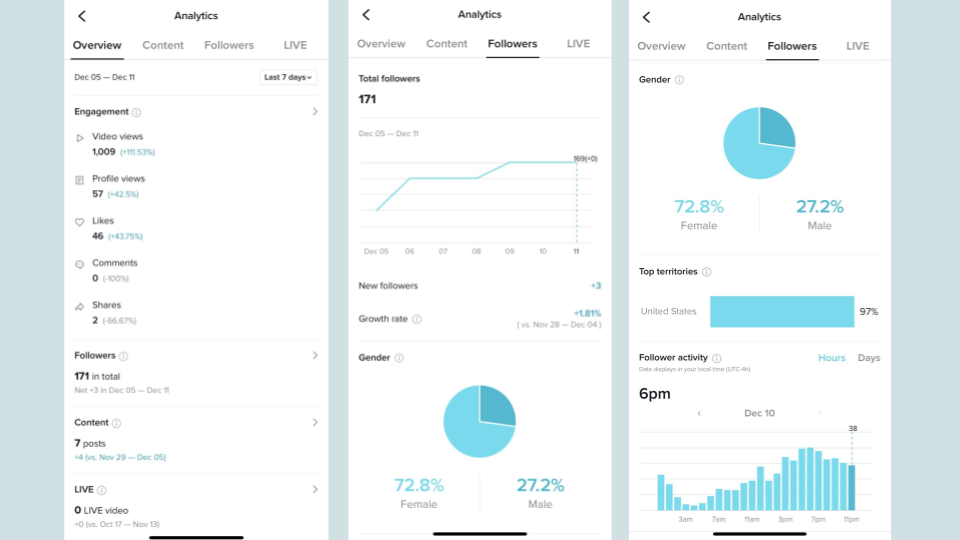 Analytics
Overview Content Followers LIVE
Dec 05 — Dec 11 Last 7 days
Engagement
Video views
1,009 (+111.53%)
Profile views
57 (+42.5%)
Likes
46 (+43.75%)
Comments
0 (-100%)
Shares
2 (-66.67%)
Followers
171 in total
Net +3 in Dec 05 — Dec 11
Content
7 posts
+4 (vs. Nov 29 — Dec 05)
LIVE
0 LIVE video
+0 (vs. Oct 17 — Nov 13)
Analytics
Overview Content Followers LIVE
Total followers
171
Dec 05 — Dec 11
169(+0)
Dec 05 06 07 08 09 10 11
New followers +3
Growth rate +1.81%
( vs. Nov 28 — Dec 04 )
Gender
72.8% 27.2%
Female Male
Analytics
Overview Content Followers LIVE
Gender
72.8% 27.2%
Female Male
Top territories
United States 97%
Follower activity Hours Days
Data displays in your local time (UTC-4h)
6pm
Dec 10
38
3am 7am 11am 3pm 7pm 11pm